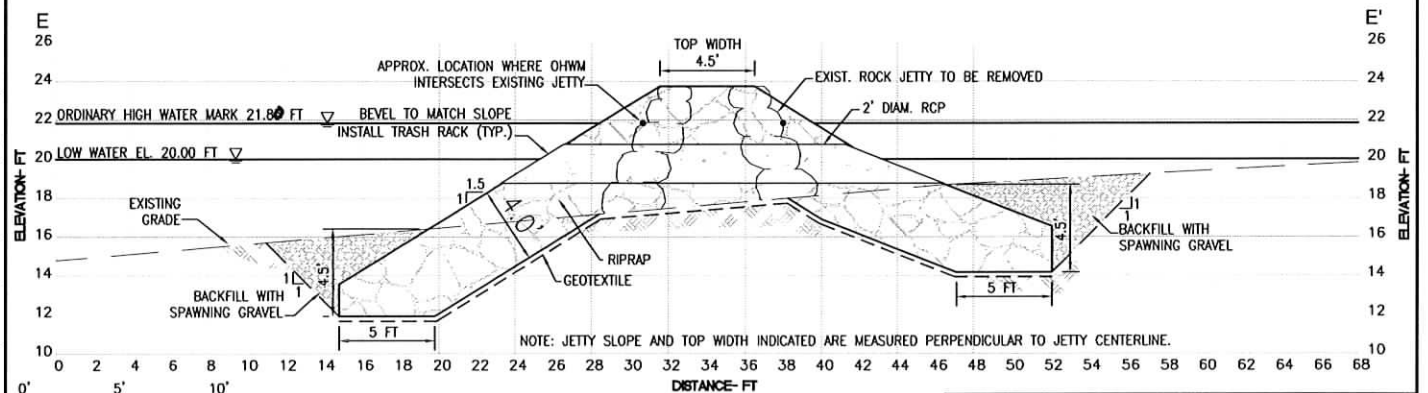 E
E'
26
24
22
20
18
16
14
12
10
ELEVATION- FT
TOP WIDTH
4.5'
APPROX. LOCATION WHERE OHWM
INTERSECTS EXISTING JETTY
EXIST. ROCK JETTY TO BE REMOVED
ORDINARY HIGH WATER MARK 21.80 FT
BEVEL TO MATCH SLOPE
INSTALL TRASH RACK (TYP.)
2' DIAM. RCP
LOW WATER EL. 20.00 FT
EXISTING
GRADE
1.5
1
4.0'
RIPRAP
GEOTEXTILE
4.5'
1
1
BACKFILL WITH
SPAWNING GRAVEL
5 FT
4.5'
1
1
BACKFILL WITH
SPAWNING GRAVEL
5 FT
NOTE: JETTY SLOPE AND TOP WIDTH INDICATED ARE MEASURED PERPENDICULAR TO JETTY CENTERLINE.
26
24
22
20
18
16
14
12
10
ELEVATION- FT
0 2 4 6 8 10 12 14 16 18 20 22 24 26 28 30 32 34 36 38 40 42 44 46 48 50 52 54 56 58 60 62 64 66 68
0' 5' 10'
DISTANCE- FT